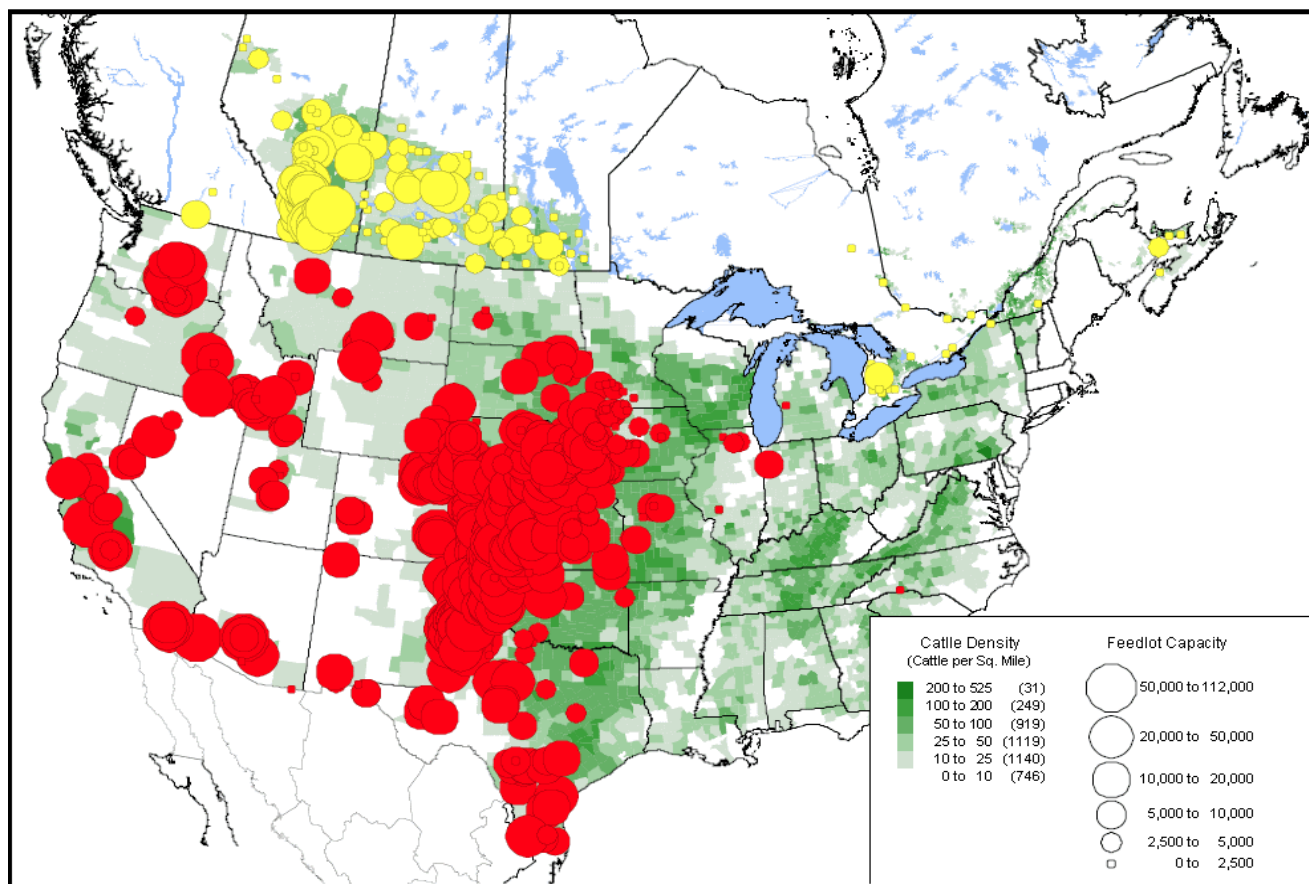 Catlle Density
(Cattle per Sq. Mile)
200 to 525 (31)
100 to 200 (249)
50 to 100 (919)
25 to 50 (1119)
10 to 25 (1140)
0 to 10 (746)
Feedlot Capacity
50,000 to 112,000
20,000 to 50,000
10,000 to 20,000
5,000 to 10,000
2,500 to 5,000
0 to 2,500